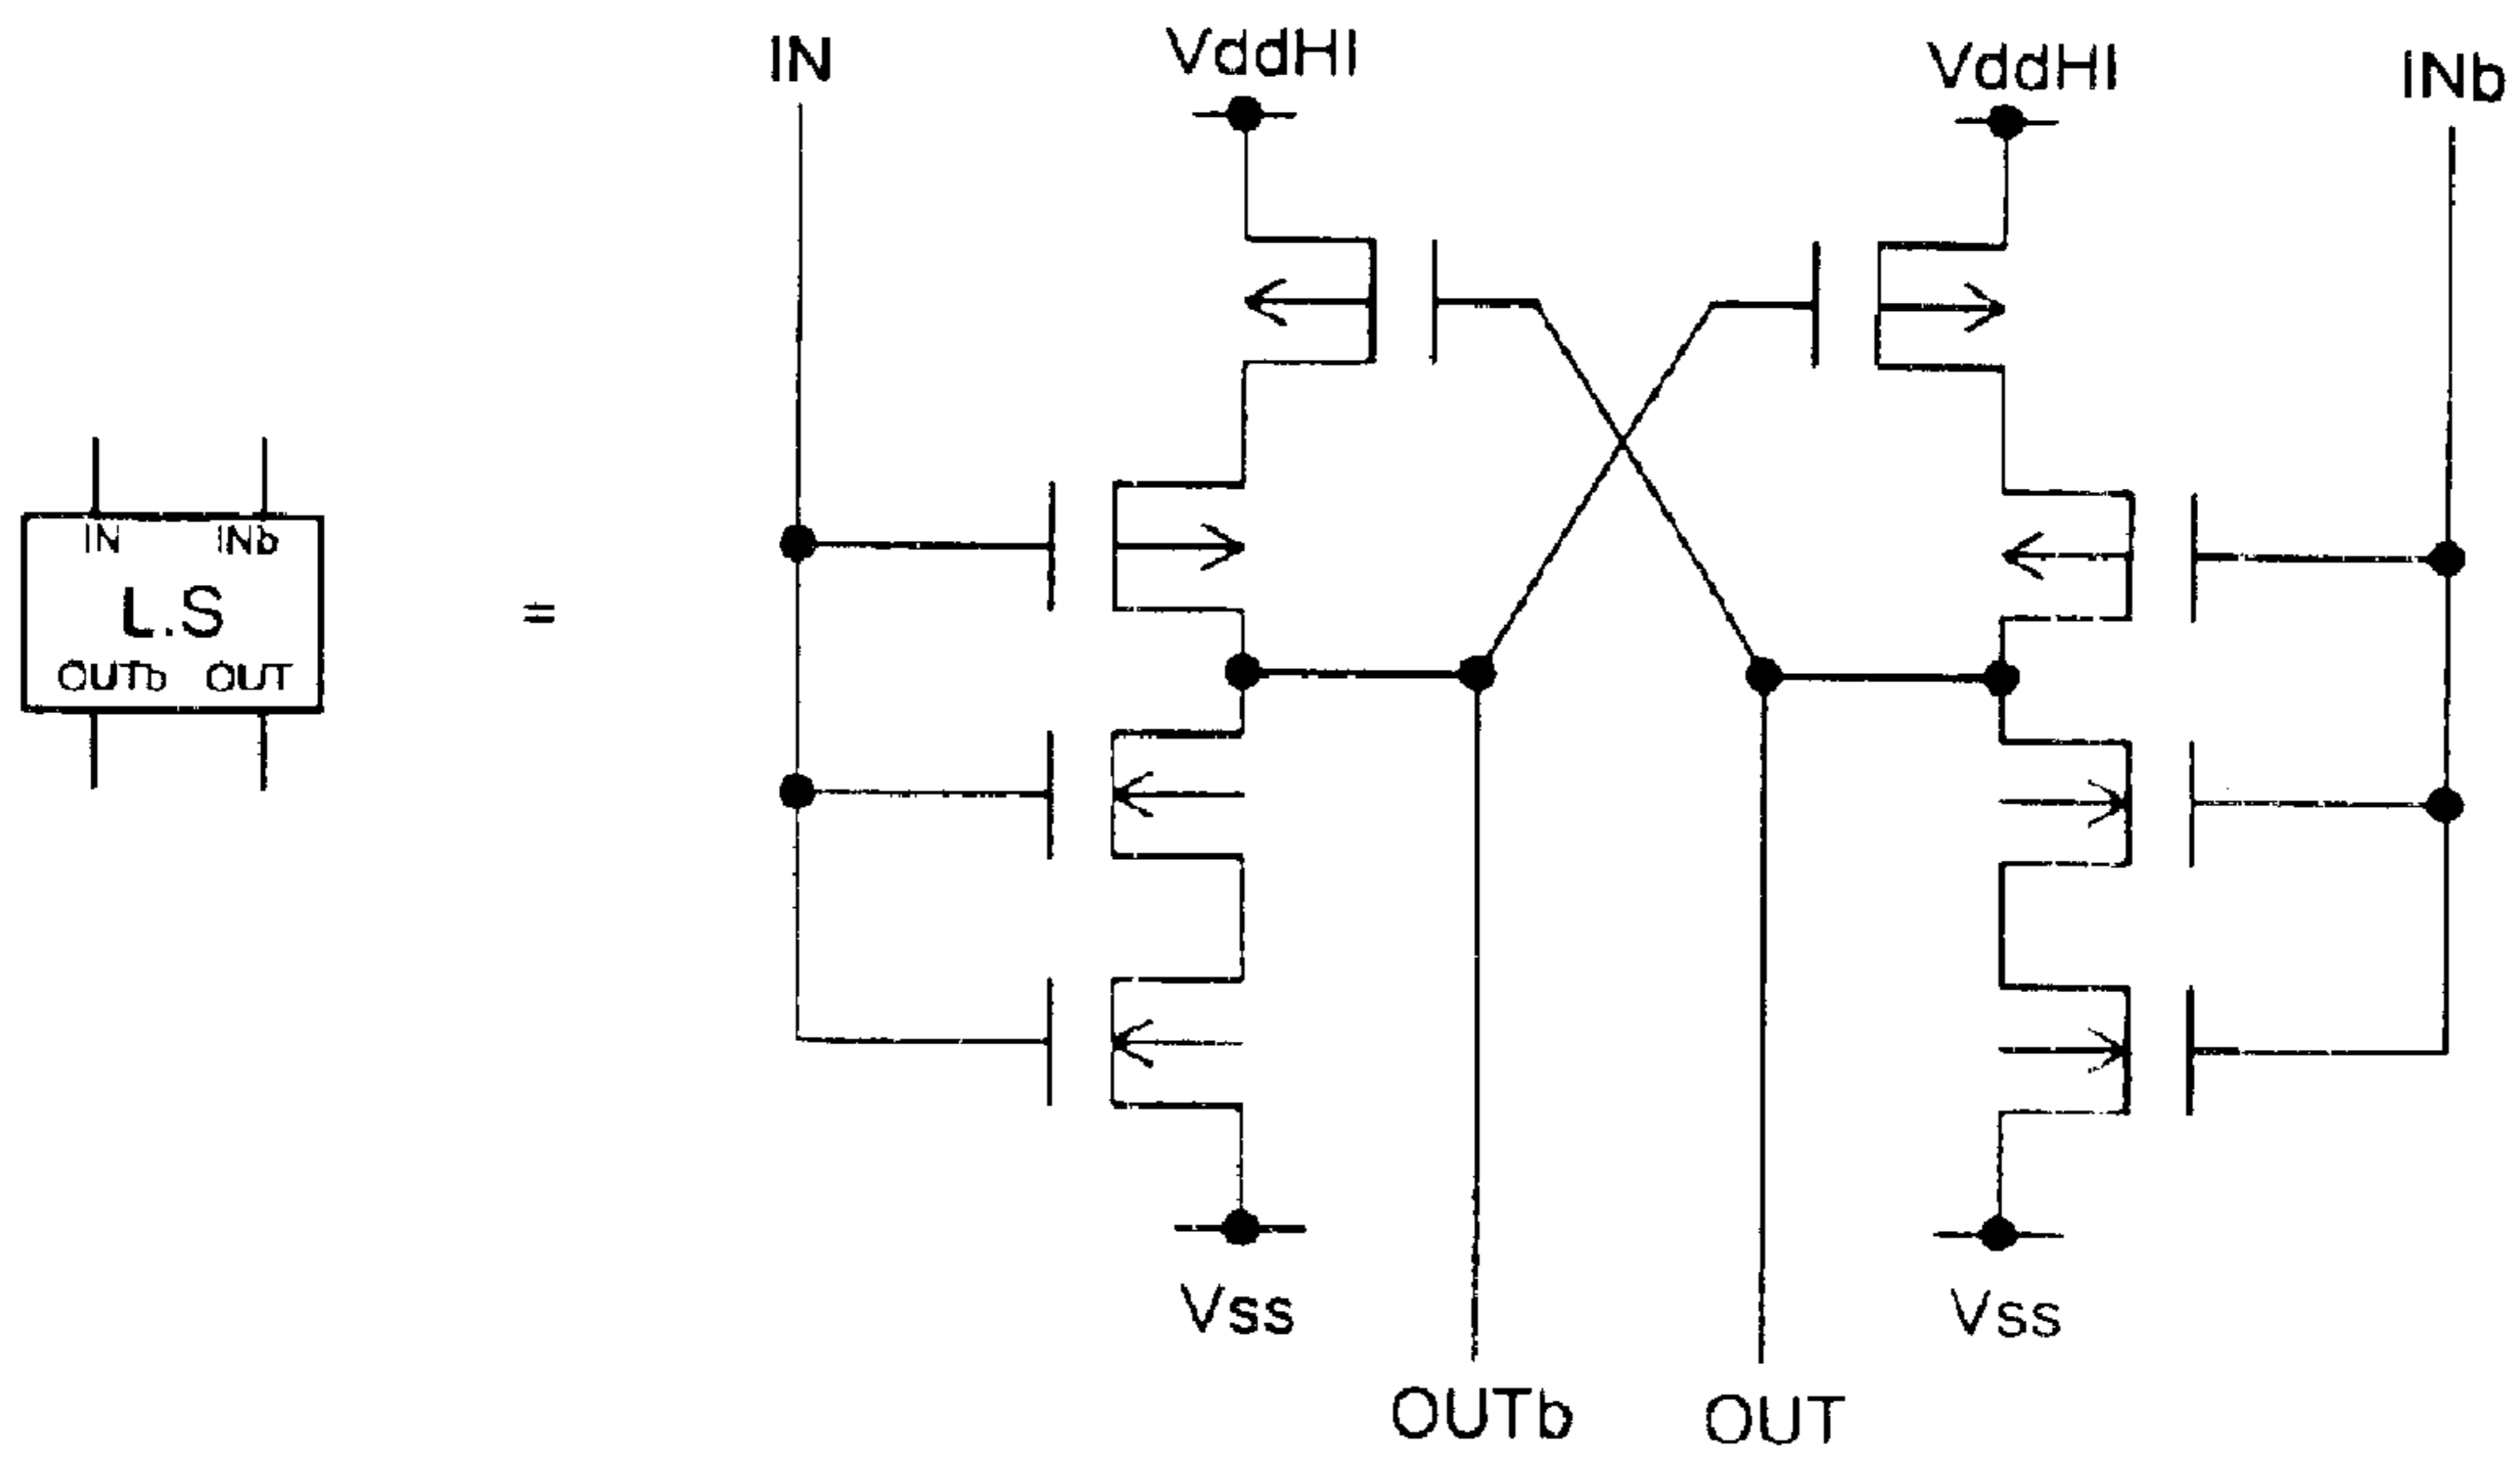 IN VddHI VddHI INb
IN INb
L.S
=
OUTb OUT
Vss Vss
OUTb OUT